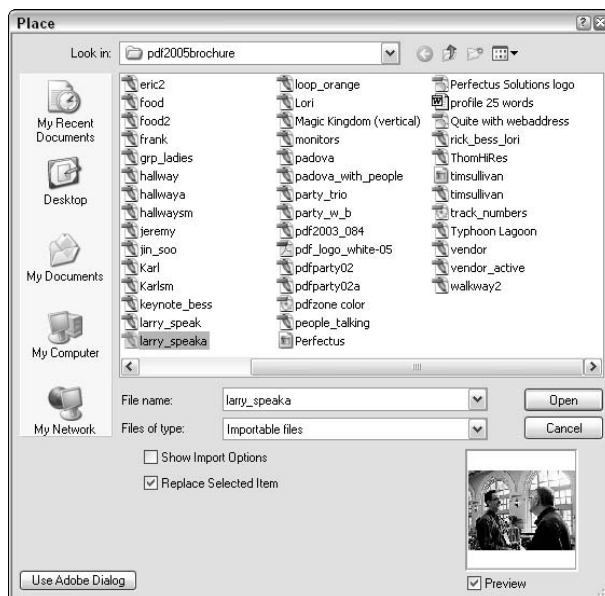 Place
Look in: pdf2005brochure
My Recent Documents
Desktop
My Documents
My Computer
My Network
eric2
food
food2
frank
grp_ladies
hallway
hallwaya
hallwaysm
jeremy
jin_soo
Karl
Karlsm
keynote_bess
larry_speak
larry_speaka
loop_orange
Lori
Magic Kingdom (vertical)
monitors
padova
padova_with_people
party_trio
party_w_b
pdf2003_084
pdf_logo_white-05
pdfparty02
pdfparty02a
pdfzone color
people_talking
Perfectus
Perfectus Solutions logo
profile 25 words
Quite with webaddress
rick_bess_lori
ThomHiRes
timsullivan
timsullivan
track_numbers
Typhoon Lagoon
vendor
vendor_active
walkway2
File name: larry_speaka Open
Files of type: Importable files Cancel
Show Import Options
Replace Selected Item
Use Adobe Dialog
Preview